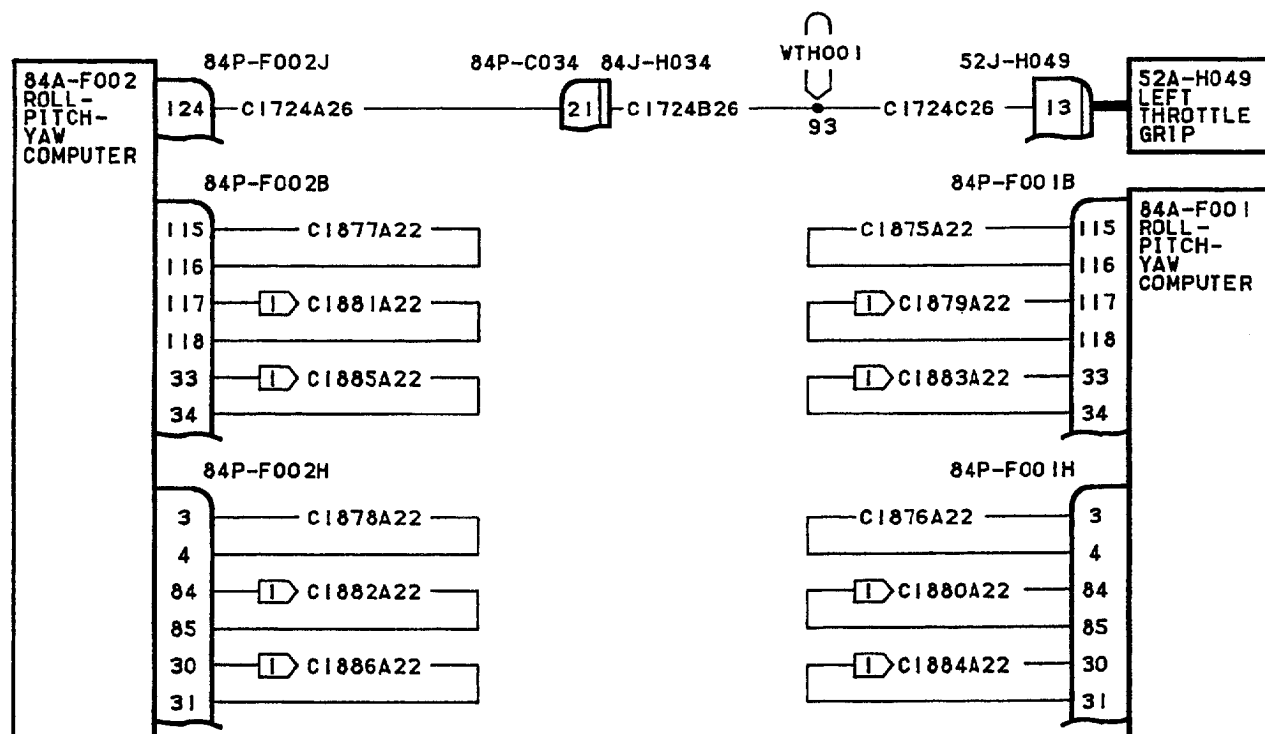 WTH001
84P-F002J 84P-C034 84J-H034 52J-H049
84A-F002
ROLL-
PITCH-
YAW
COMPUTER
124 C1724A26 21 C1724B26 C1724C26 13
93
52A-H049
LEFT
THROTTLE
GRIP
84P-F002B 84P-F001B
84A-F001
ROLL-
PITCH-
YAW
COMPUTER
115 C1877A22 C1875A22 115
116 116
117 1 C1881A22 1 C1879A22 117
118 118
33 1 C1885A22 1 C1883A22 33
34 34
84P-F002H 84P-F001H
3 C1878A22 C1876A22 3
4 4
84 1 C1882A22 1 C1880A22 84
85 85
30 1 C1886A22 1 C1884A22 30
31 31